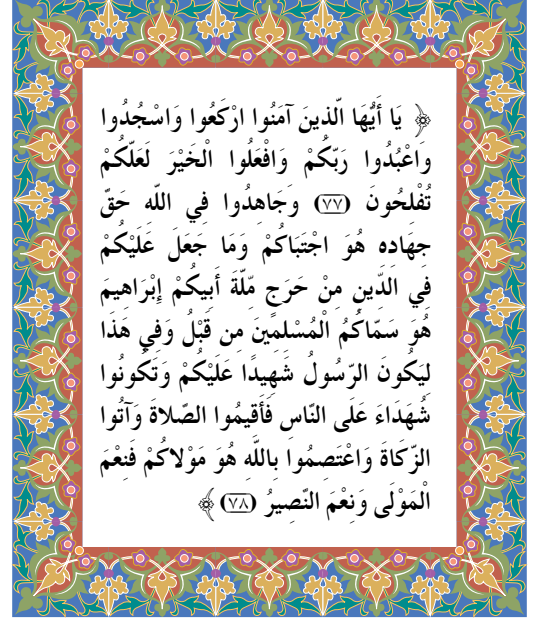 ﴿ يَا أَيُّهَا الّذِينَ آمَنُوا ارْكَعُوا وَاسْجُدُوا
وَاعْبُدُوا رَبّكُمْ وَافْعَلُوا الْخَيْرَ لَعَلّكُمْ
تُفْلِحُونَ (٧٧) وَجَاهِدُوا فِي اللّهِ حَقّ
جِهَادِهِ هُوَ اجْتَبَاكُمْ وَمَا جَعَلَ عَلَيْكُمْ
فِي الدّينِ مِنْ حَرَجٍ مّلّةَ أَبِيكُمْ إِبْرَاهِيمَ
هُوَ سَمّاكُمُ الْمُسْلِمِينَ مِن قَبْلُ وَفِي هَذَا
لِيَكُونَ الرّسُولُ شَهِيدًا عَلَيْكُمْ وَتَكُونُوا
شُهَدَاءَ عَلَى النّاسِ فَأَقِيمُوا الصّلاةَ وَآتُوا
الزّكَاةَ وَاعْتَصِمُوا بِاللّهِ هُوَ مَوْلاكُمْ فَنِعْمَ
الْمَوْلَى وَنِعْمَ النّصِيرُ (٧٨) ﴾